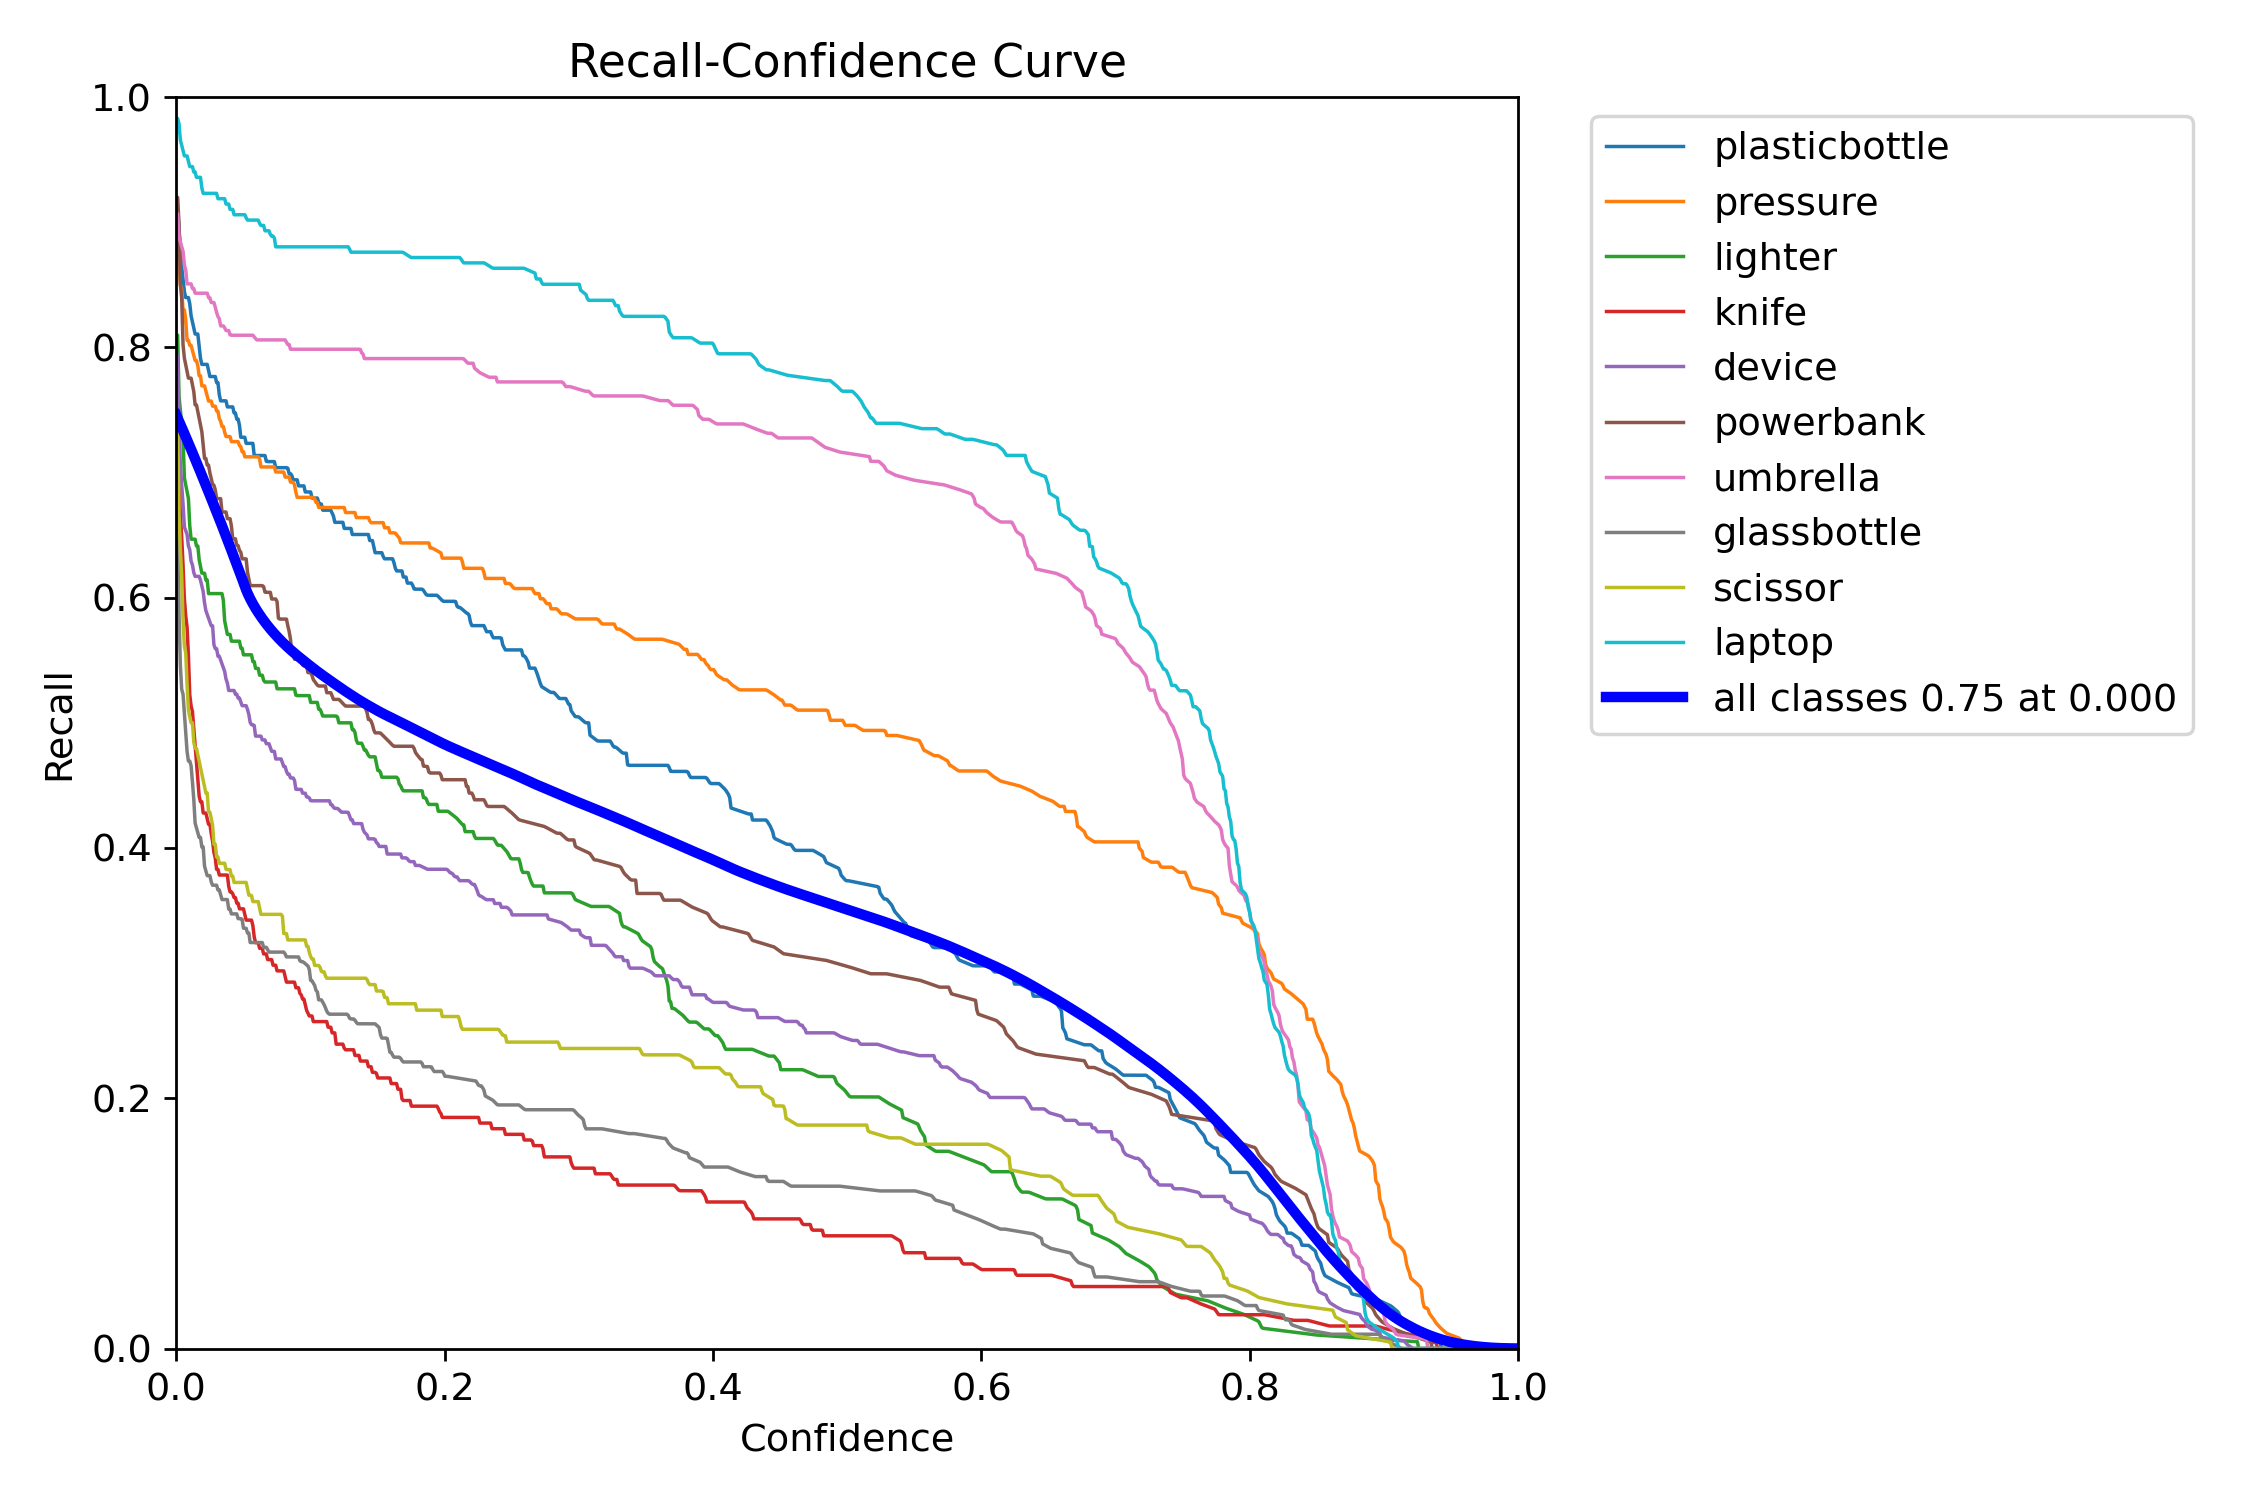 Recall-Confidence Curve
1.0
0.8
0.6
0.4
0.2
0.0
Recall
0.0 0.2 0.4 0.6 0.8 1.0
Confidence
plasticbottle
pressure
lighter
knife
device
powerbank
umbrella
glassbottle
scissor
laptop
all classes 0.75 at 0.000